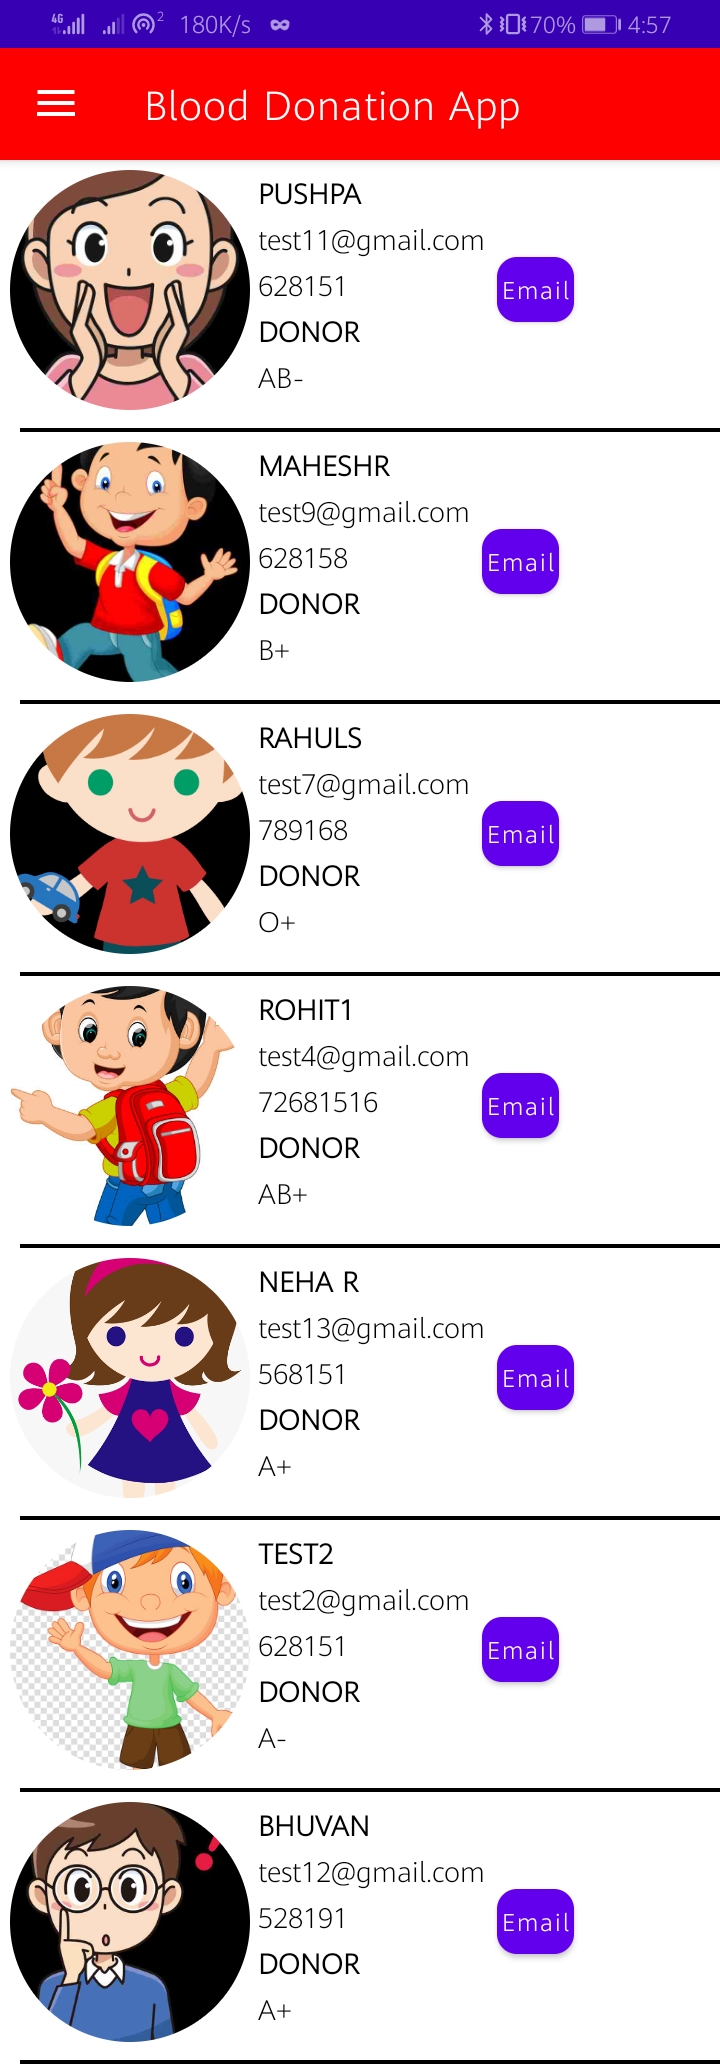 4G 2 180K/s 70% 4:57
Blood Donation App
PUSHPA
test11@gmail.com
628151
Email
DONOR
AB-
MAHESHR
test9@gmail.com
628158
Email
DONOR
B+
RAHULS
test7@gmail.com
789168
Email
DONOR
O+
ROHIT1
test4@gmail.com
72681516
Email
DONOR
AB+
NEHA R
test13@gmail.com
568151
Email
DONOR
A+
TEST2
test2@gmail.com
628151
Email
DONOR
A-
BHUVAN
test12@gmail.com
528191
Email
DONOR
A+